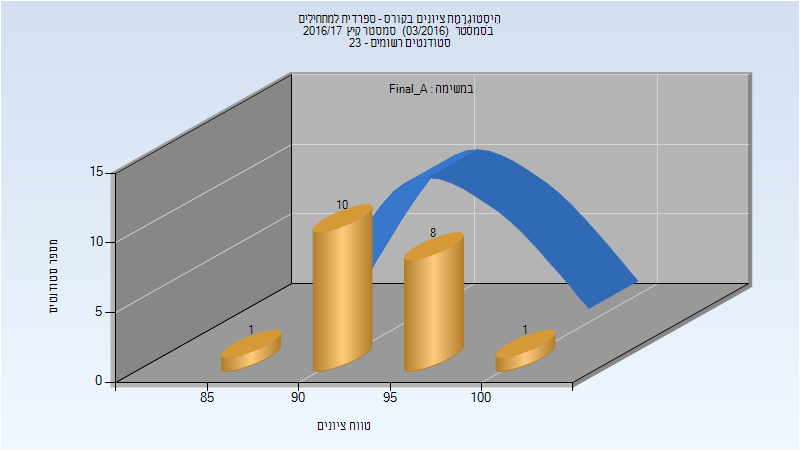 היסטוגרמת ציונים בקורס - ספרדית למתחילים
בסמסטר (03/2016) סמסטר קיץ 2016/17
סטודנטים רשומים - 23
במשימה : Final_A
15
10
5
0
מספר סטודנטים
1
10
8
1
85
90
95
100
טווח ציונים